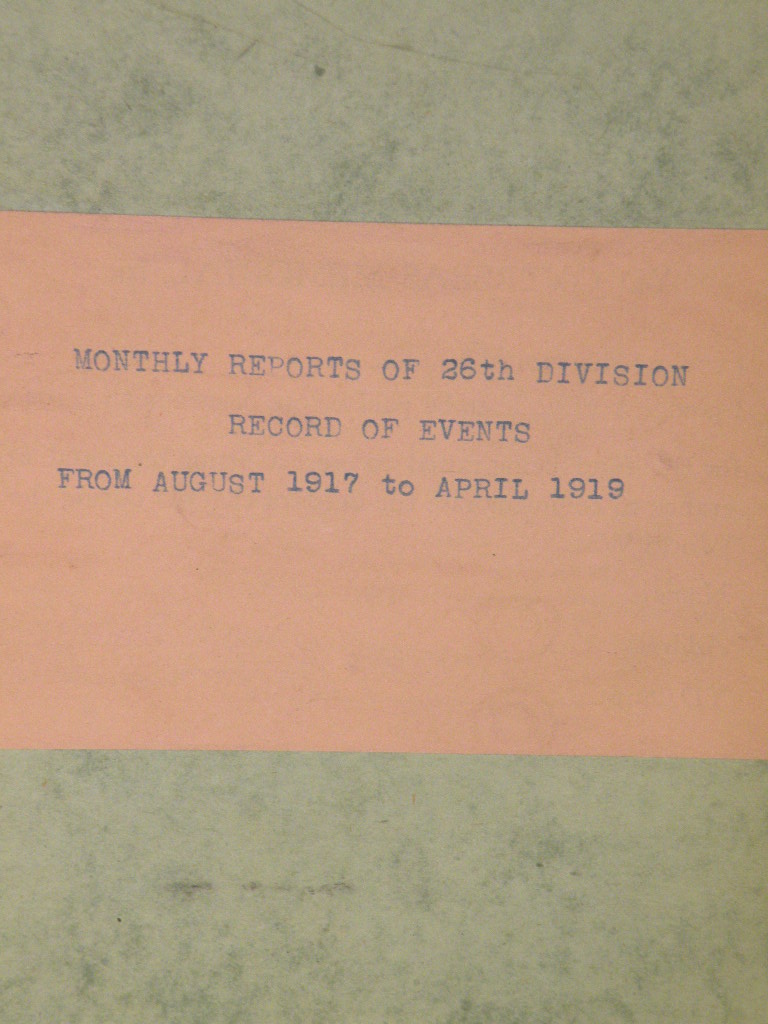 MONTHLY REPORTS OF 26th DIVISION
RECORD OF EVENTS
FROM AUGUST 1917 to APRIL 1919